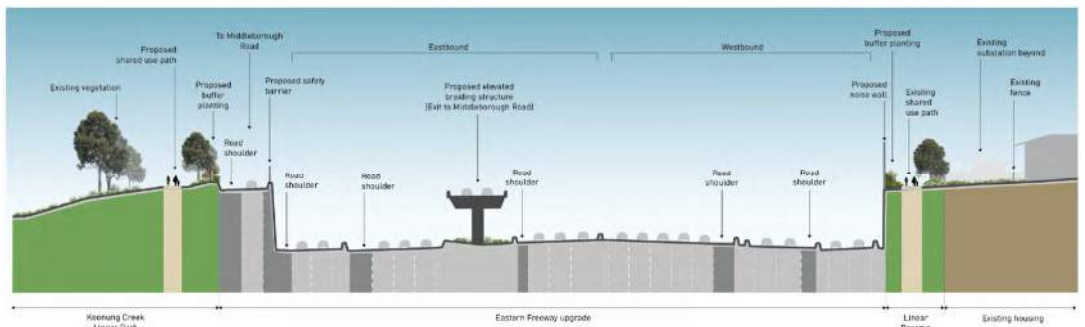 To Middleborough
Road
Proposed
shared use path
Existing vegetation
Proposed
buffer
planting
Proposed safety
barrier
Road
shoulder
Eastbound
Westbound
Proposed elevated
braiding structure
(Exit to Middleborough Road)
Road
shoulder
Road
shoulder
Road
shoulder
Road
shoulder
Road
shoulder
Proposed
noise wall
Proposed
buffer planting
Existing
shared
use path
Existing
substation beyond
Existing
fence
Koonung Creek
Linear Park
Eastern Freeway upgrade
Linear
Reserve
Existing housing